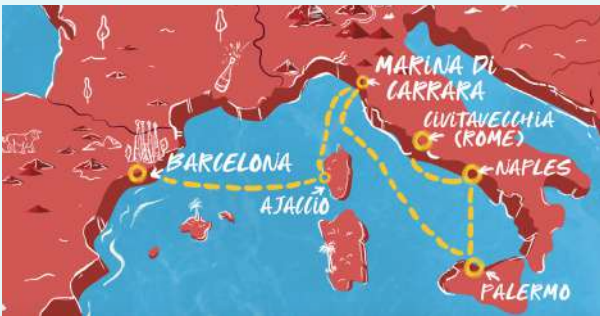 MARINA DI
CARRARA
CIVITAVECCHIA
(ROME)
BARCELONA
NAPLES
AJACCIO
PALERMO